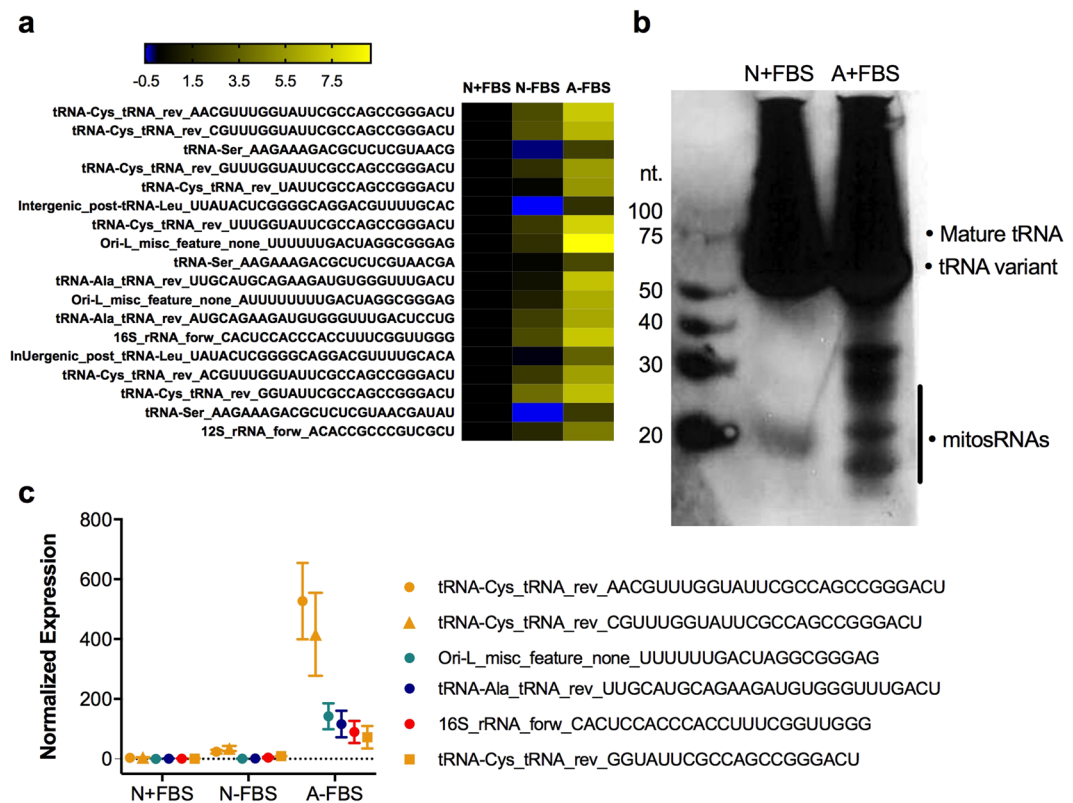 a
-0.5 1.5 3.5 5.5 7.5
N+FBS N-FBS A-FBS
tRNA-Cys_tRNA_rev_AACGUUUGGUAUUCGCCAGCCGGGACU
tRNA-Cys_tRNA_rev_CGUUUGGUAUUCGCCAGCCGGGACU
tRNA-Ser_AAGAAAGACGCUCUCGUAACG
tRNA-Cys_tRNA_rev_GUUUGGUAUUCGCCAGCCGGGACU
tRNA-Cys_tRNA_rev_UAUUCGCCAGCCGGGACU
Intergenic_post-tRNA-Leu_UUAUACUCGGGGCAGGACGUUUUGCAC
tRNA-Cys_tRNA_rev_UUUGGUAUUCGCCAGCCGGGACU
Ori-L_misc_feature_none_UUUUUUGACUAGGCGGGAG
tRNA-Ser_AAGAAAGACGCUCUCGUAACGA
tRNA-Ala_tRNA_rev_UUGCAUGCAGAAGAUGUGGGUUUGACU
Ori-L_misc_feature_none_AUUUUUUUGACUAGGCGGGAG
tRNA-Ala_tRNA_rev_AUGCAGAAGAUGUGGGUUUGACUCCUG
16S_rRNA_forw_CACUCCACCCACCUUUCGGUUGGG
InUergenic_post_tRNA-Leu_UAUACUCGGGGCAGGACGUUUUGCACA
tRNA-Cys_tRNA_rev_ACGUUUGGUAUUCGCCAGCCGGGACU
tRNA-Cys_tRNA_rev_GGUAUUCGCCAGCCGGGACU
tRNA-Ser_AAGAAAGACGCUCUCGUAACGAUAU
12S_rRNA_forw_ACACCGCCCGUCGCU
b
N+FBS A+FBS
nt.
100
75
50
40
30
20
• Mature tRNA
• tRNA variant
• mitosRNAs
c
Normalized Expression
800
600
400
200
0
N+FBS N-FBS A-FBS
tRNA-Cys_tRNA_rev_AACGUUUGGUAUUCGCCAGCCGGGACU
tRNA-Cys_tRNA_rev_CGUUUGGUAUUCGCCAGCCGGGACU
Ori-L_misc_feature_none_UUUUUUGACUAGGCGGGAG
tRNA-Ala_tRNA_rev_UUGCAUGCAGAAGAUGUGGGUUUGACU
16S_rRNA_forw_CACUCCACCCACCUUUCGGUUGGG
tRNA-Cys_tRNA_rev_GGUAUUCGCCAGCCGGGACU